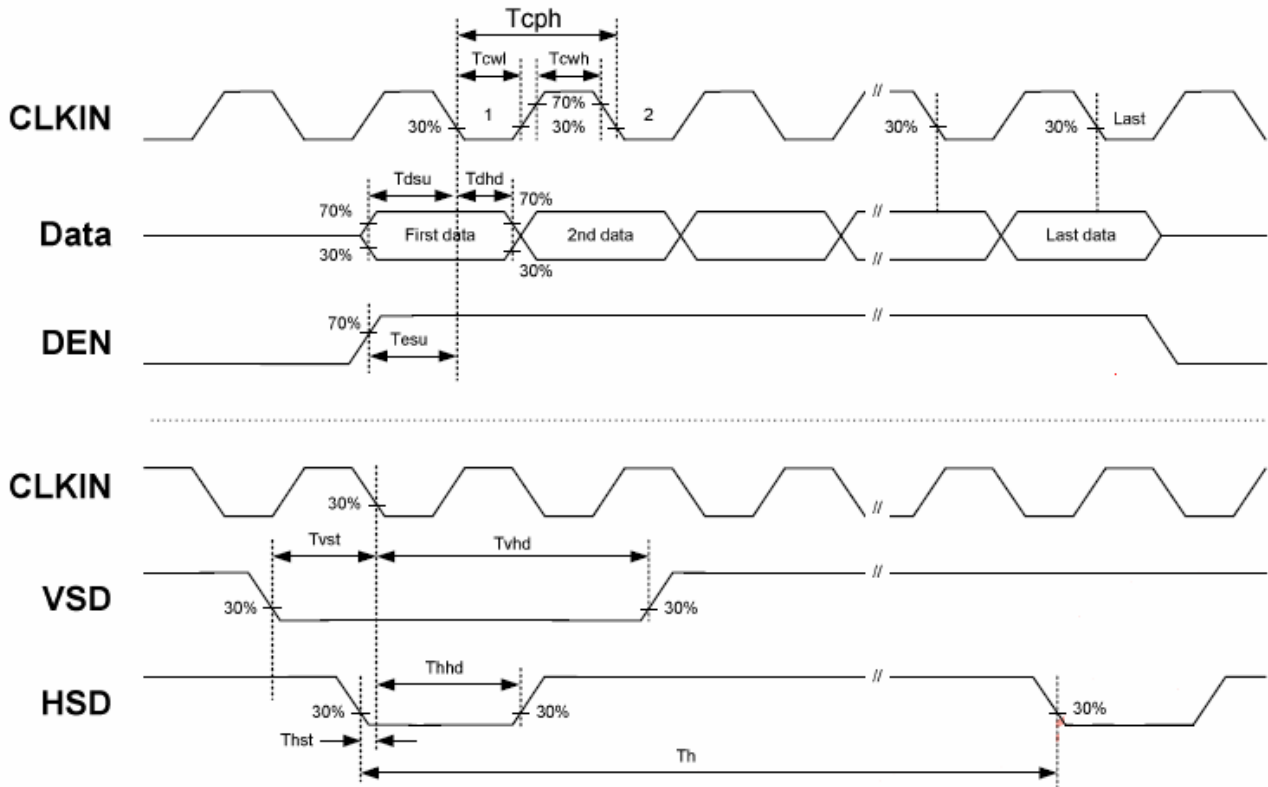 Tcph
Tcwl Tcwh
CLKIN 30% 1 70% 30% 2 // 30% 30% Last
Tdsu Tdhd
70% 70%
Data First data 2nd data // // Last data
30% 30%
DEN 70% //
Tesu
CLKIN 30% //
Tvst Tvhd
VSD 30% 30% //
Thhd
HSD 30% 30% // 30%
Thst
Th